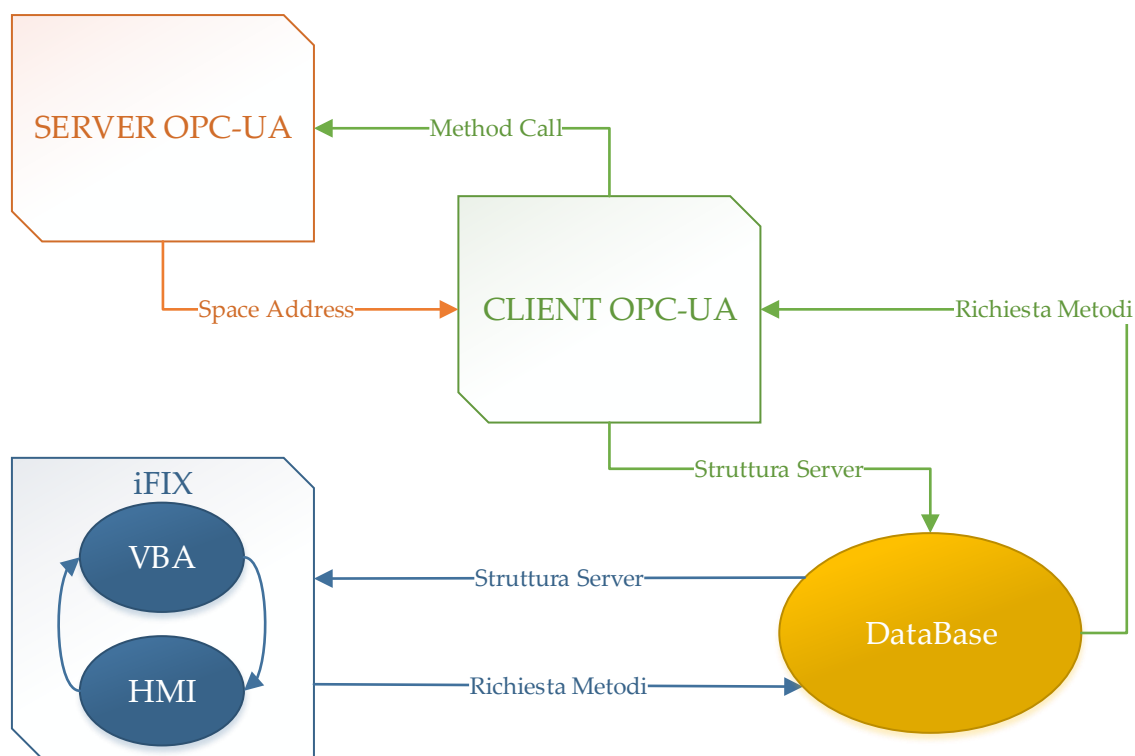 SERVER OPC-UA
Method Call
Space Address
CLIENT OPC-UA
Richiesta Metodi
Struttura Server
iFIX
VBA
Struttura Server
DataBase
HMI
Richiesta Metodi